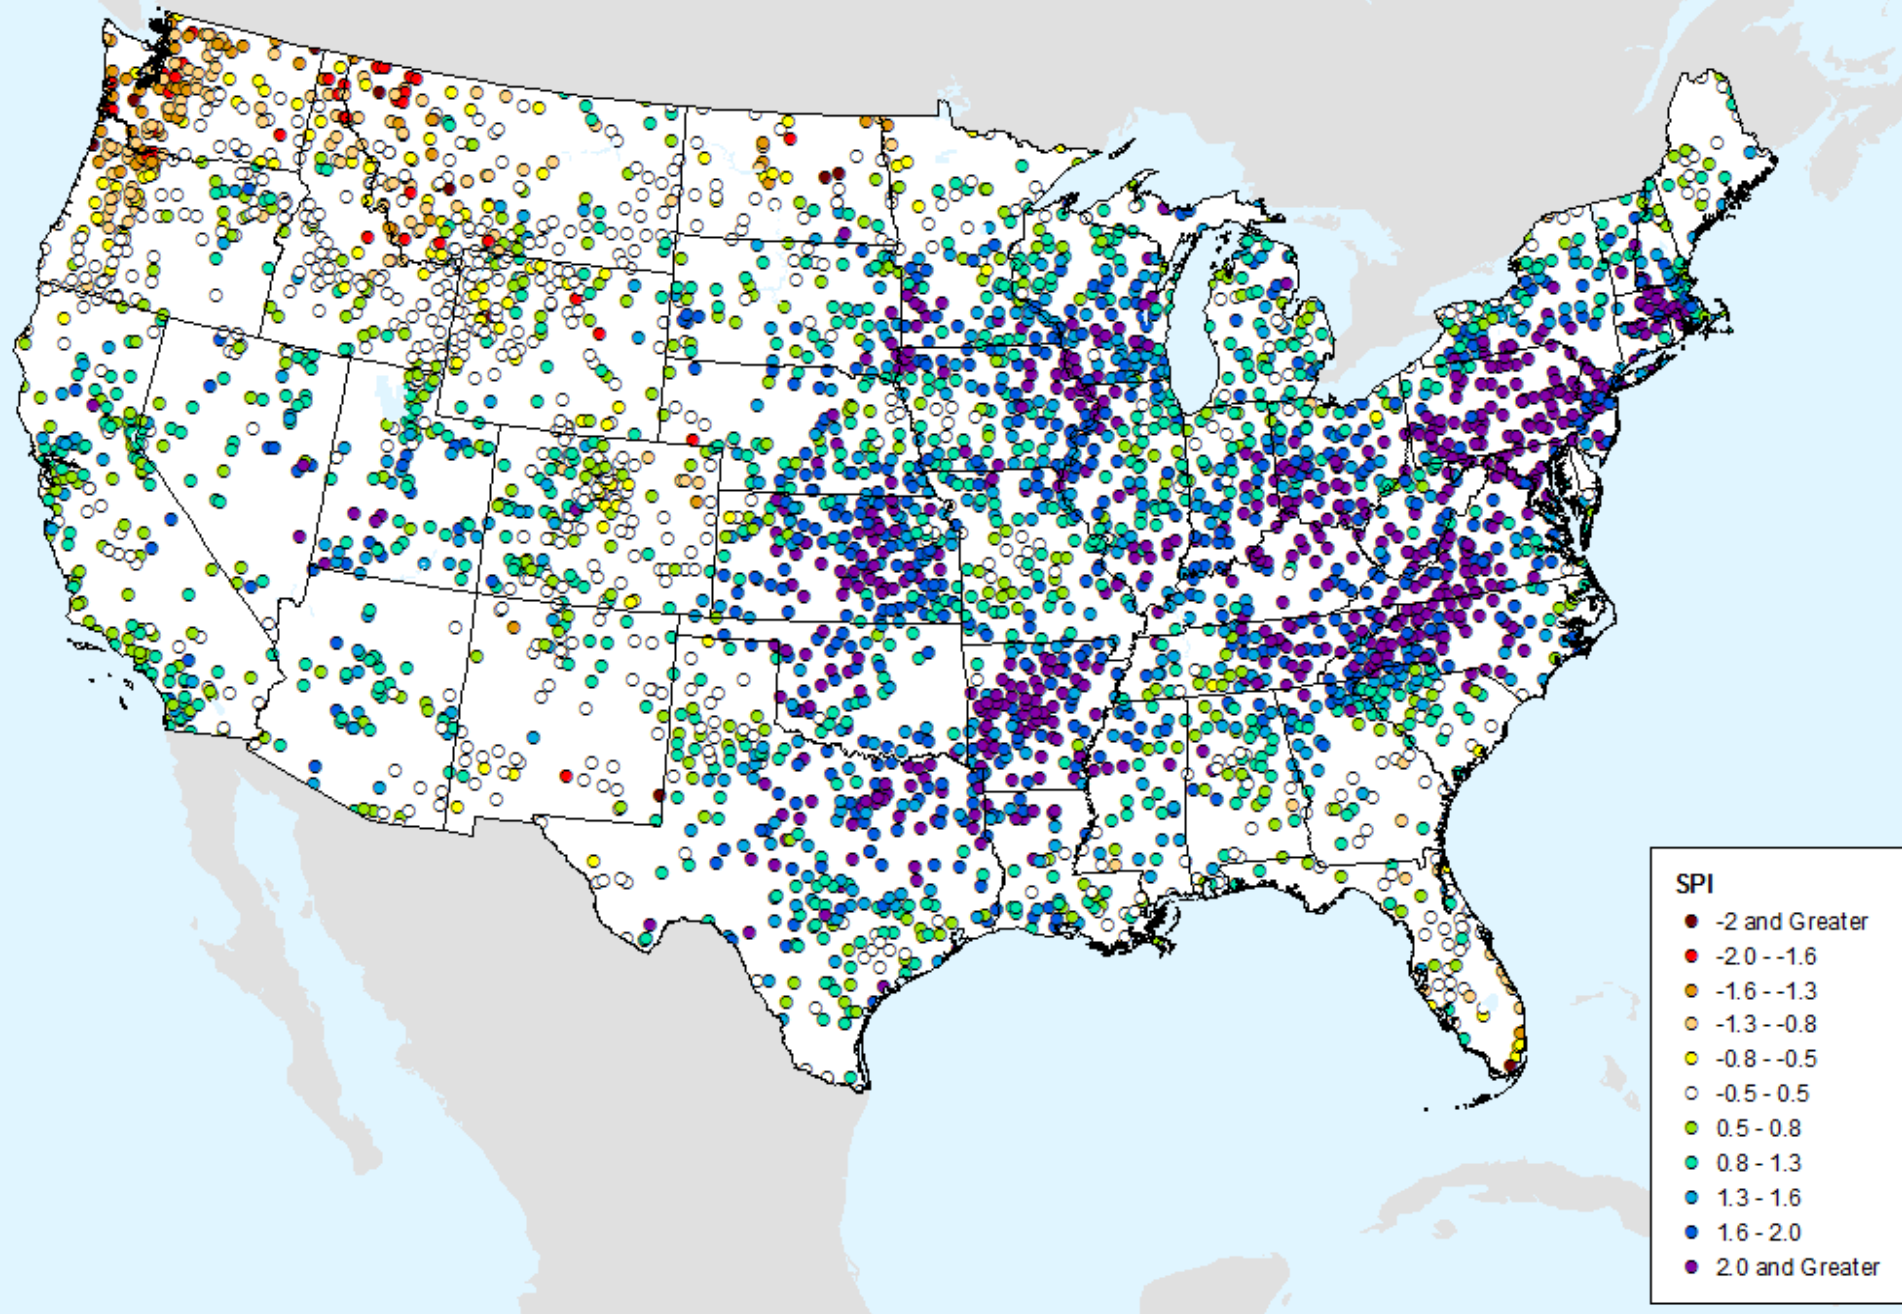 SPI
-2 and Greater
-2.0 - -1.6
-1.6 - -1.3
-1.3 - -0.8
-0.8 - -0.5
-0.5 - 0.5
0.5 - 0.8
0.8 - 1.3
1.3 - 1.6
1.6 - 2.0
2.0 and Greater